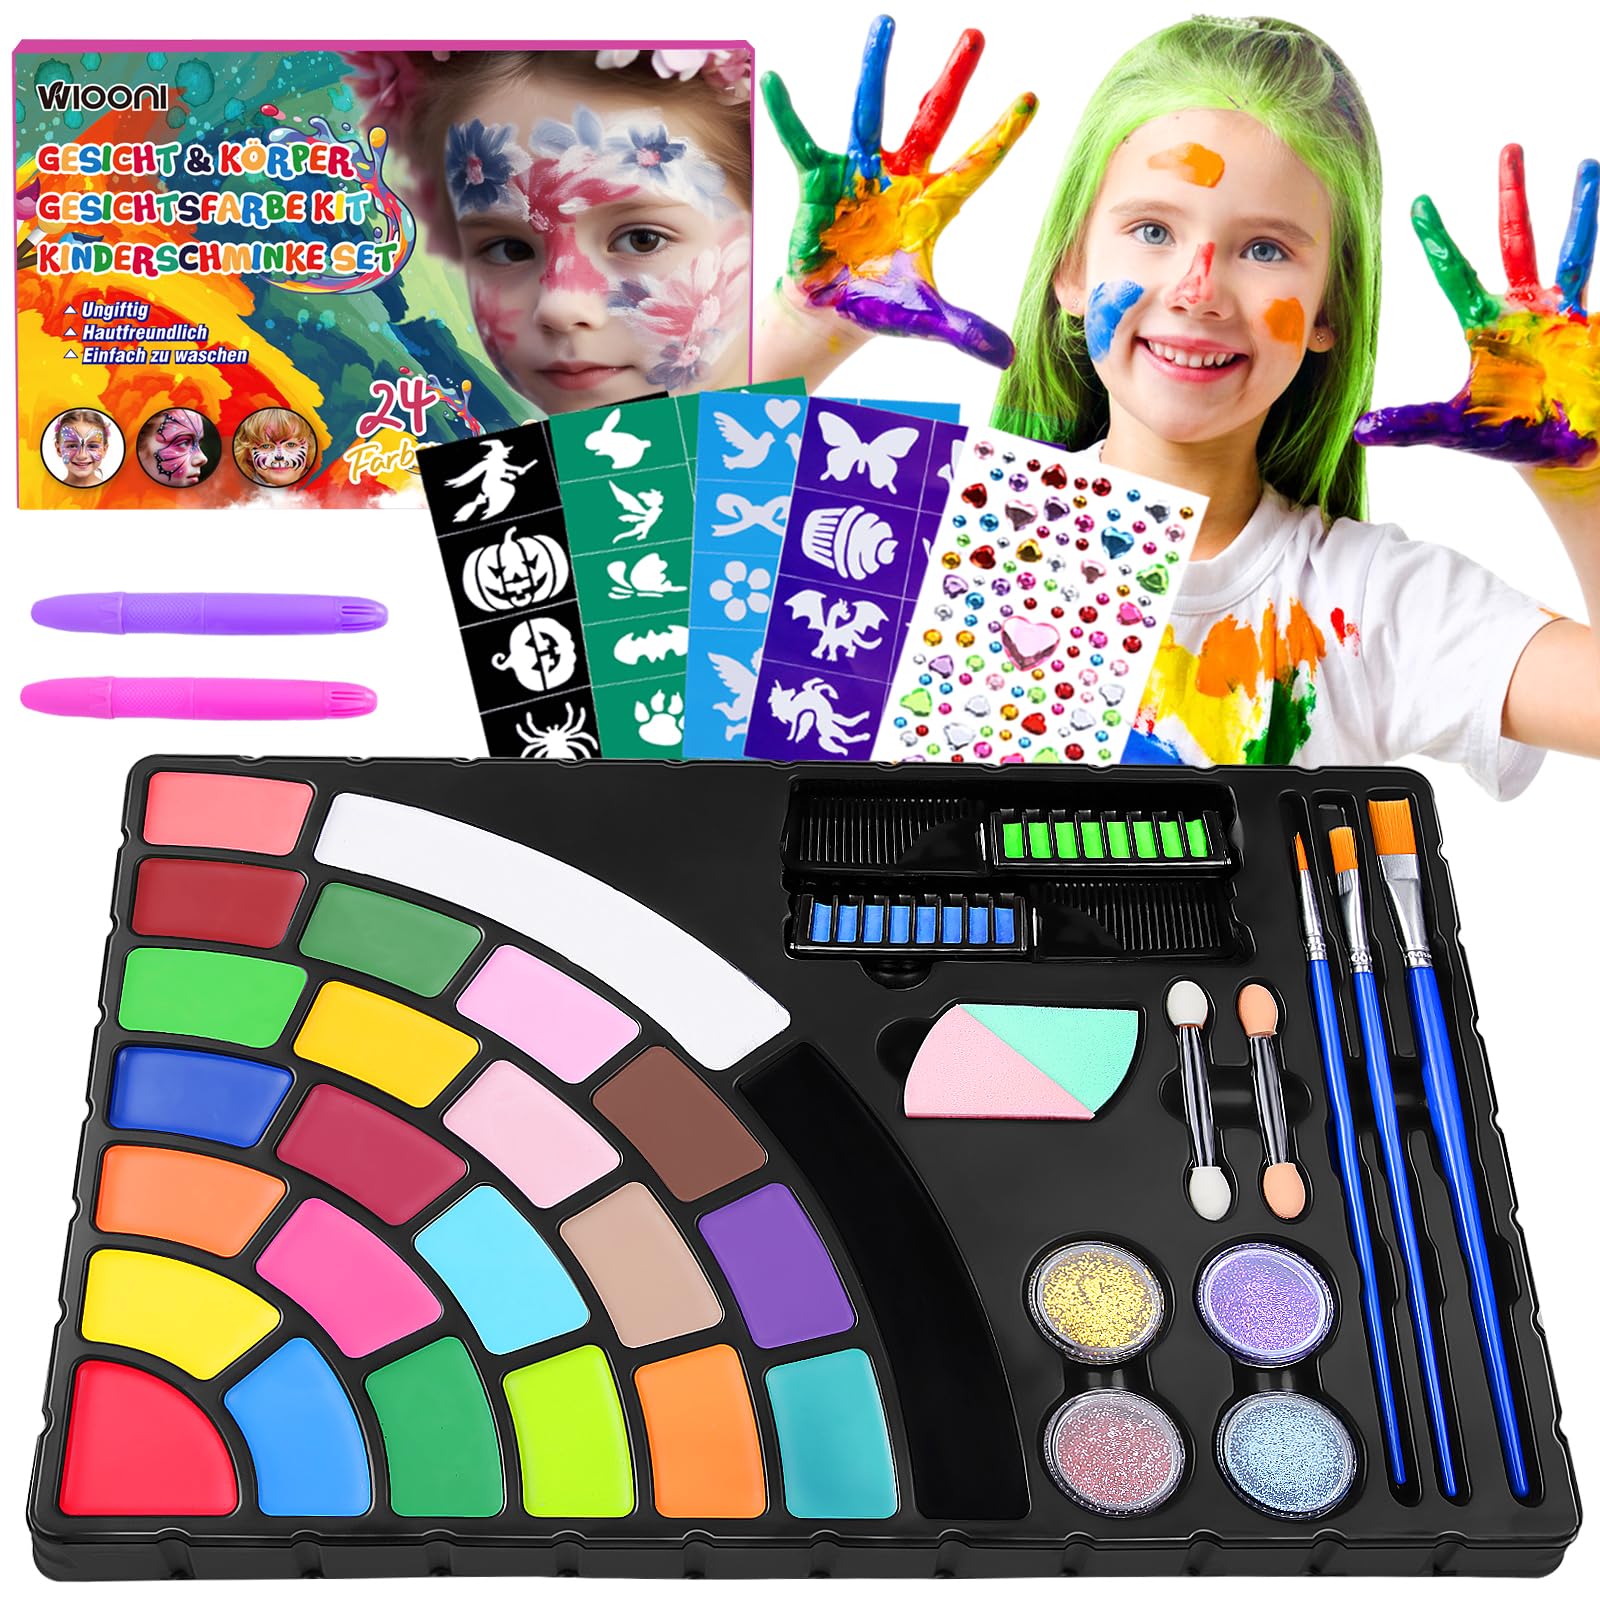 WIOONI
GESICHT & KÖRPER
GESICHTSFARBE KIT
KINDERSCHMINKE SET
Ungiftig
Hautfreundlich
Einfach zu waschen
24